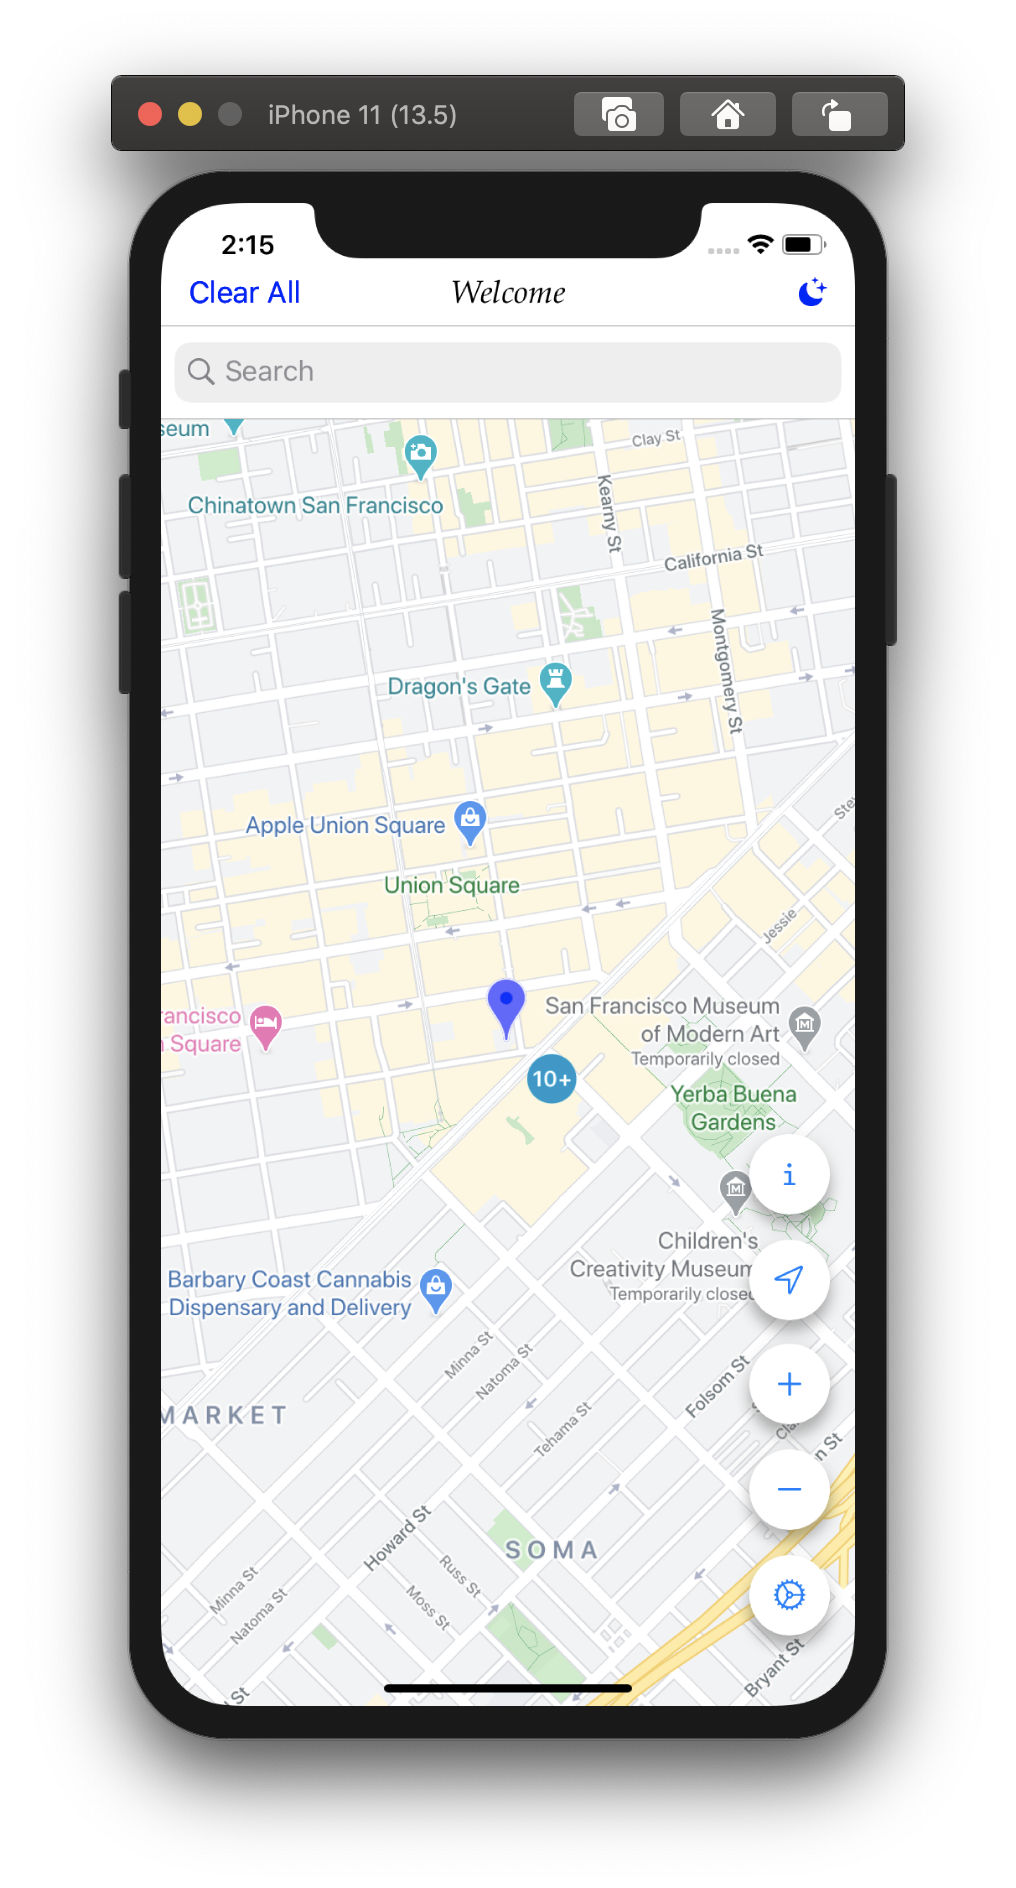 iPhone 11 (13.5)
2:15
Clear All
Welcome
Search
seum
Clay St
Chinatown San Francisco
Kearny St
California St
Montgomery St
Dragon's Gate
Apple Union Square
Union Square
Jessie
San Francisco Museum
of Modern Art
Temporarily closed
rancisco
Square
10+
Yerba Buena
Gardens
i
Children's
Creativity Museum
Temporarily closed
Barbary Coast Cannabis
Dispensary and Delivery
Minna St
Natoma St
Folsom St
Tehama St
MARKET
n St
Howard St
SOMA
Russ St
Moss St
Minna St
Natoma St
Bryant St
St